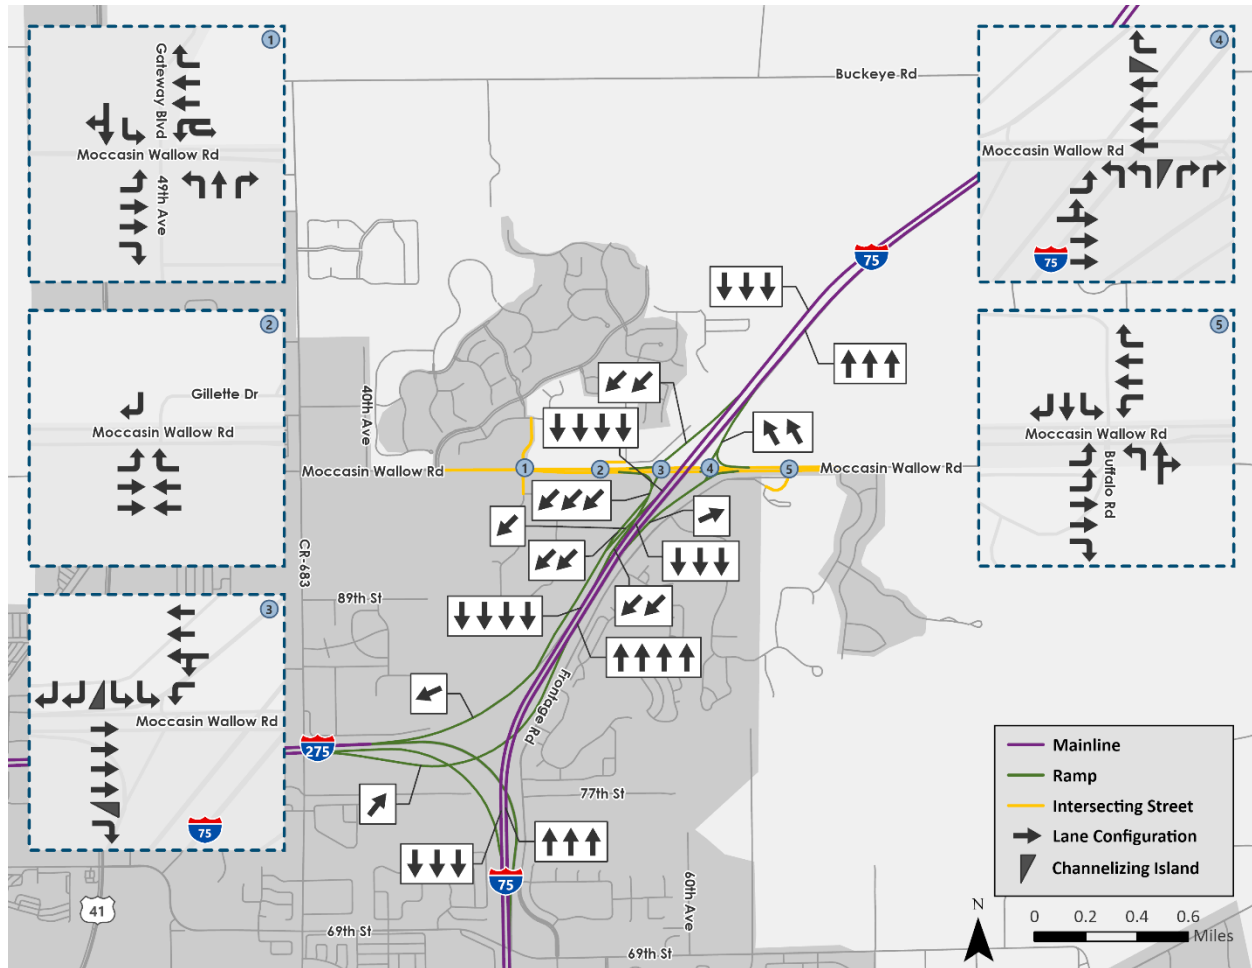 1
Gateway Blvd
Moccasin Wallow Rd
49th Ave
2
Gillette Dr
Moccasin Wallow Rd
3
Moccasin Wallow Rd
75
4
Moccasin Wallow Rd
75
5
Moccasin Wallow Rd
Buffalo Rd
Buckeye Rd
75
40th Ave
Moccasin Wallow Rd
1
2
3
4
5
Moccasin Wallow Rd
CR-683
89th St
Frontage Rd
275
77th St
75
60th Ave
41
69th St
69th St
Mainline
Ramp
Intersecting Street
Lane Configuration
Channelizing Island
N
0 0.2 0.4 0.6
Miles